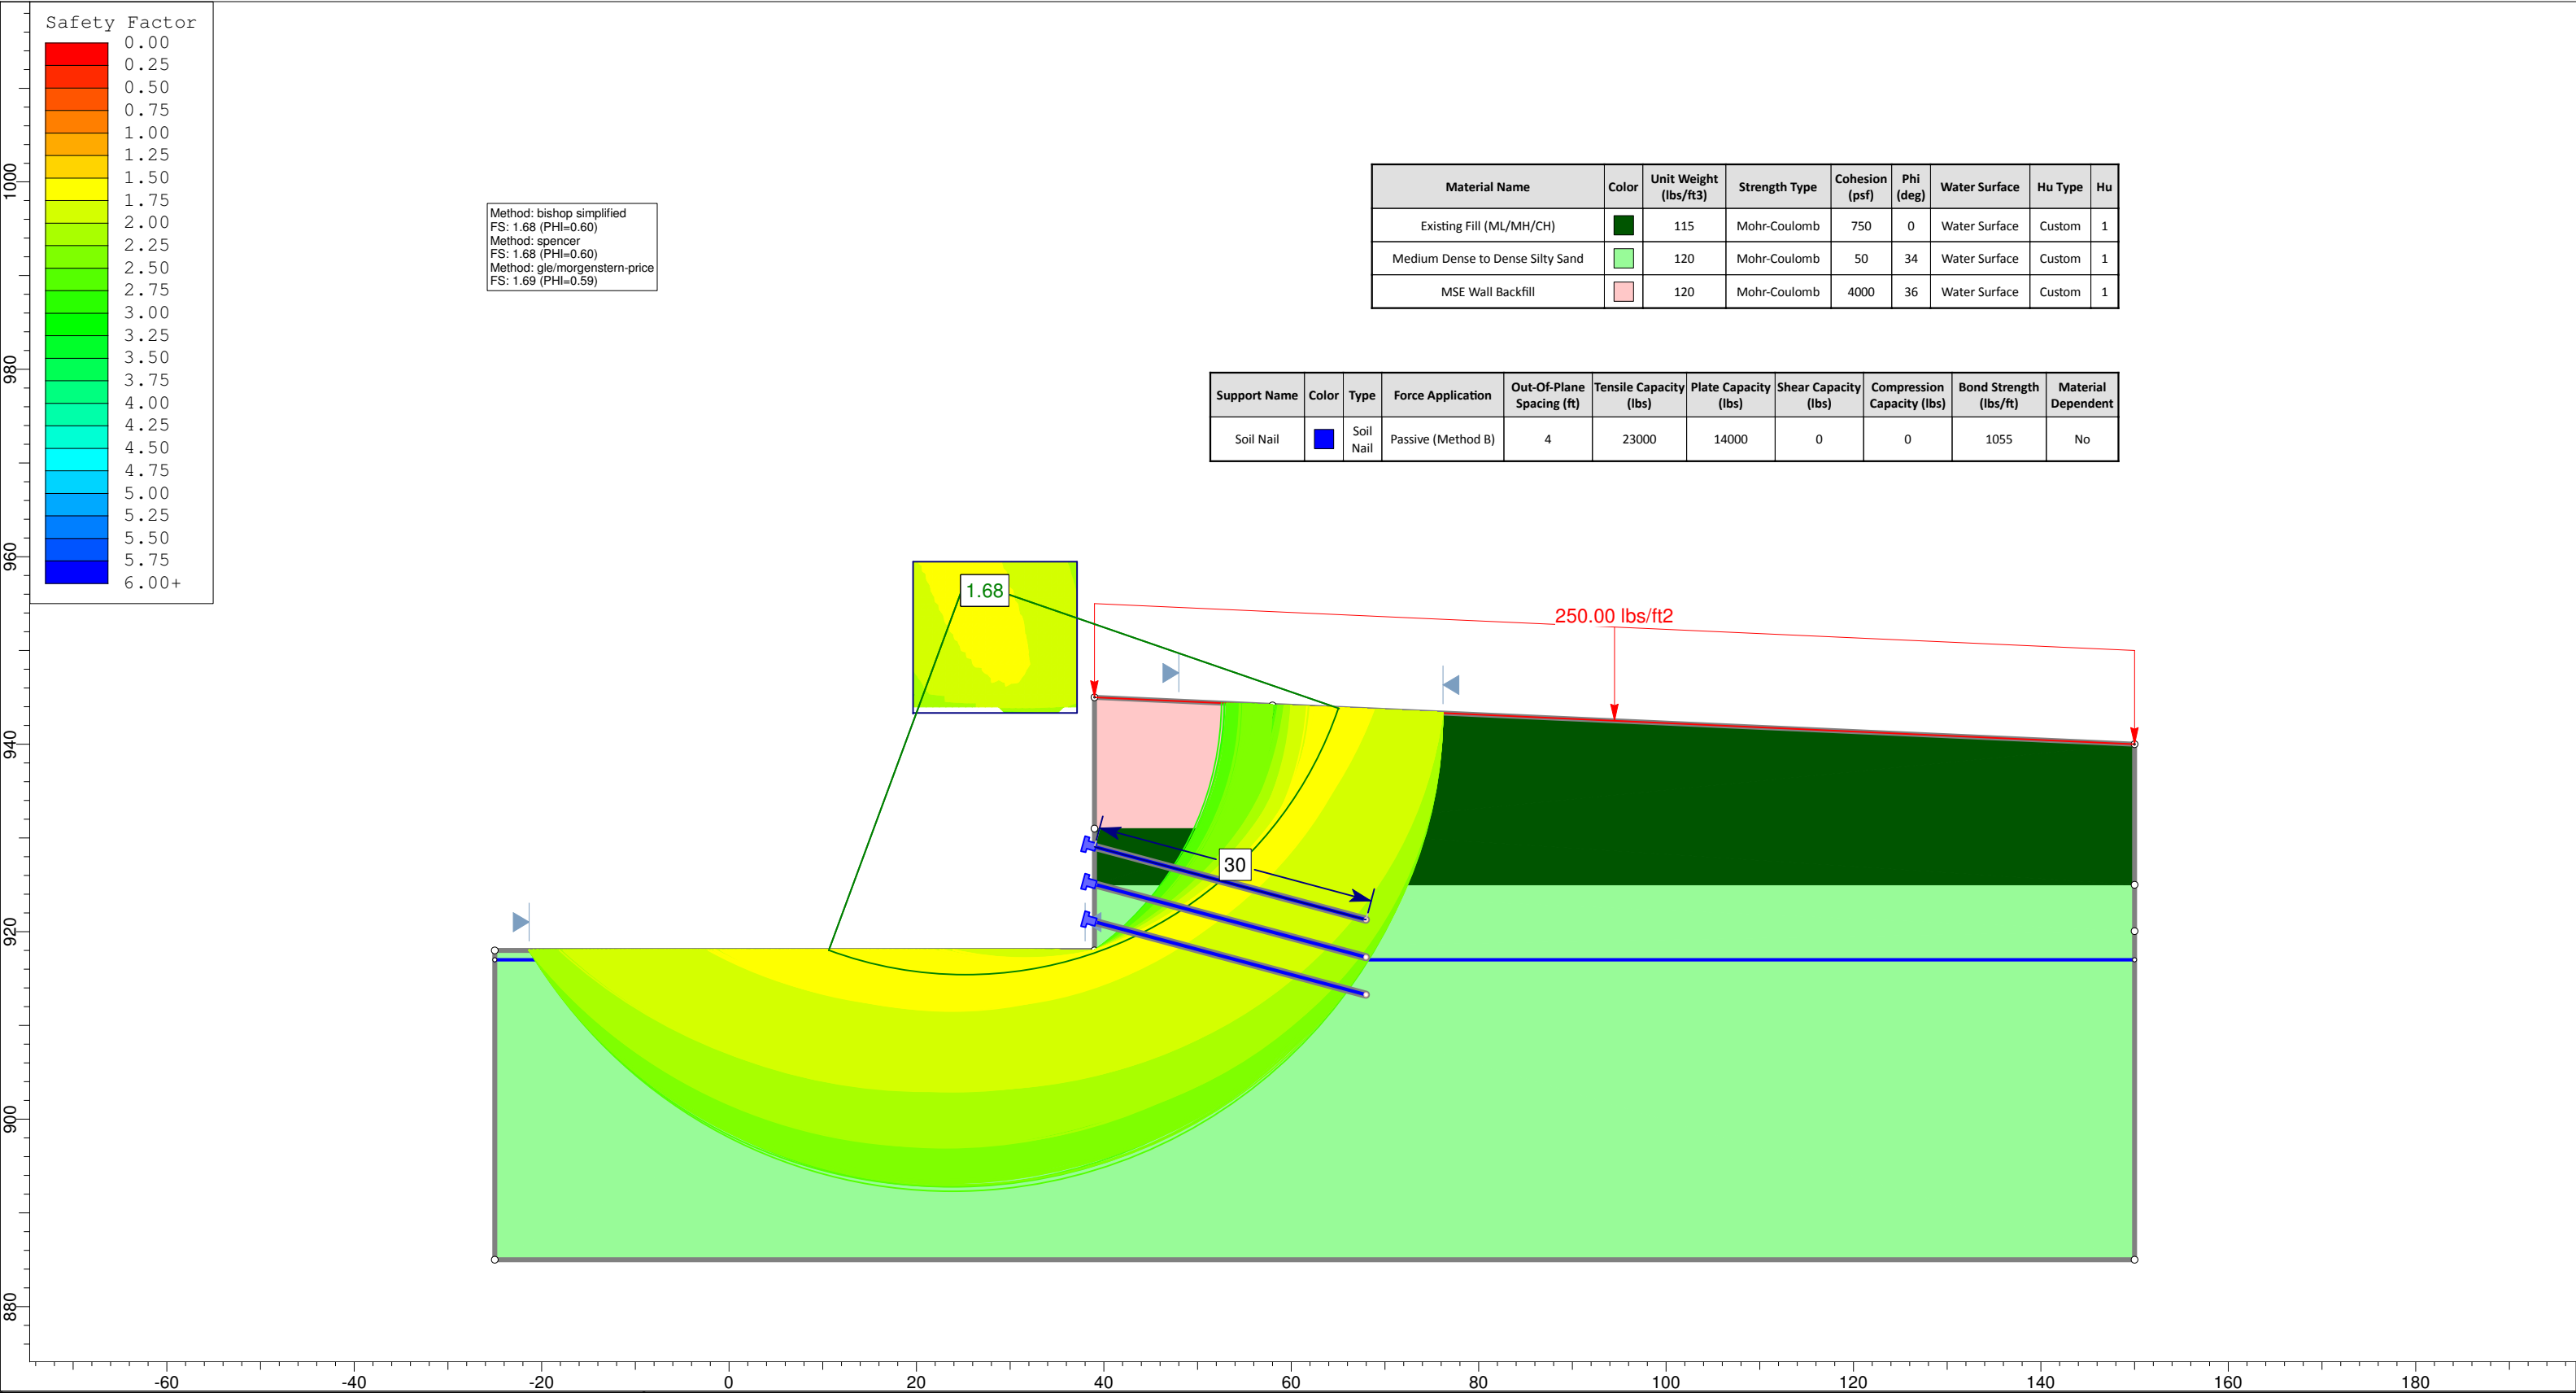 Safety Factor
0.00
0.25
0.50
0.75
1.00
1.25
1.50
1.75
2.00
2.25
2.50
2.75
3.00
3.25
3.50
3.75
4.00
4.25
4.50
4.75
5.00
5.25
5.50
5.75
6.00+
Method: bishop simplified
FS: 1.68 (PHI=0.60)
Method: spencer
FS: 1.68 (PHI=0.60)
Method: gle/morgenstern-price
FS: 1.69 (PHI=0.59)
Material Name Color Unit Weight (lbs/ft3) Strength Type Cohesion (psf) Phi (deg) Water Surface Hu Type Hu
Existing Fill (ML/MH/CH) 115 Mohr-Coulomb 750 0 Water Surface Custom 1
Medium Dense to Dense Silty Sand 120 Mohr-Coulomb 50 34 Water Surface Custom 1
MSE Wall Backfill 120 Mohr-Coulomb 4000 36 Water Surface Custom 1
Support Name Color Type Force Application Out-Of-Plane Spacing (ft) Tensile Capacity (lbs) Plate Capacity (lbs) Shear Capacity (lbs) Compression Capacity (lbs) Bond Strength (lbs/ft) Material Dependent
Soil Nail Soil Nail Passive (Method B) 4 23000 14000 0 0 1055 No
1.68
250.00 lbs/ft2
30
1000
980
960
940
920
900
880
-60 -40 -20 0 20 40 60 80 100 120 140 160 180